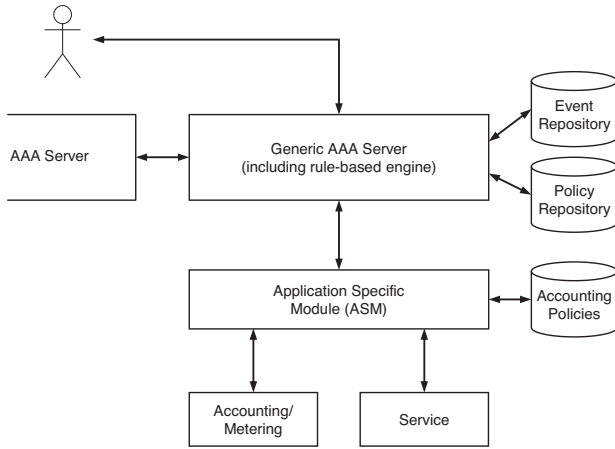 Event
Repository
AAA Server
Generic AAA Server
(including rule-based engine)
Policy
Repository
Application Specific
Module (ASM)
Accounting
Policies
Accounting/
Metering
Service